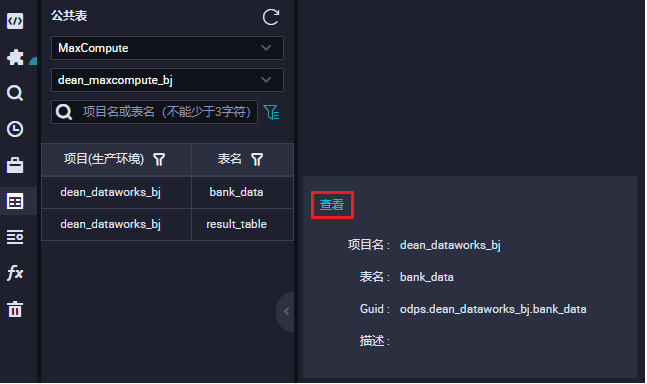 公共表
MaxCompute
dean_maxcompute_bj
项目名或表名（不能少于3字符）
项目(生产环境) 表名
dean_dataworks_bj bank_data
dean_dataworks_bj result_table
fx
查看
项目名 : dean_dataworks_bj
表名 : bank_data
Guid : odps.dean_dataworks_bj.bank_data
描述 :